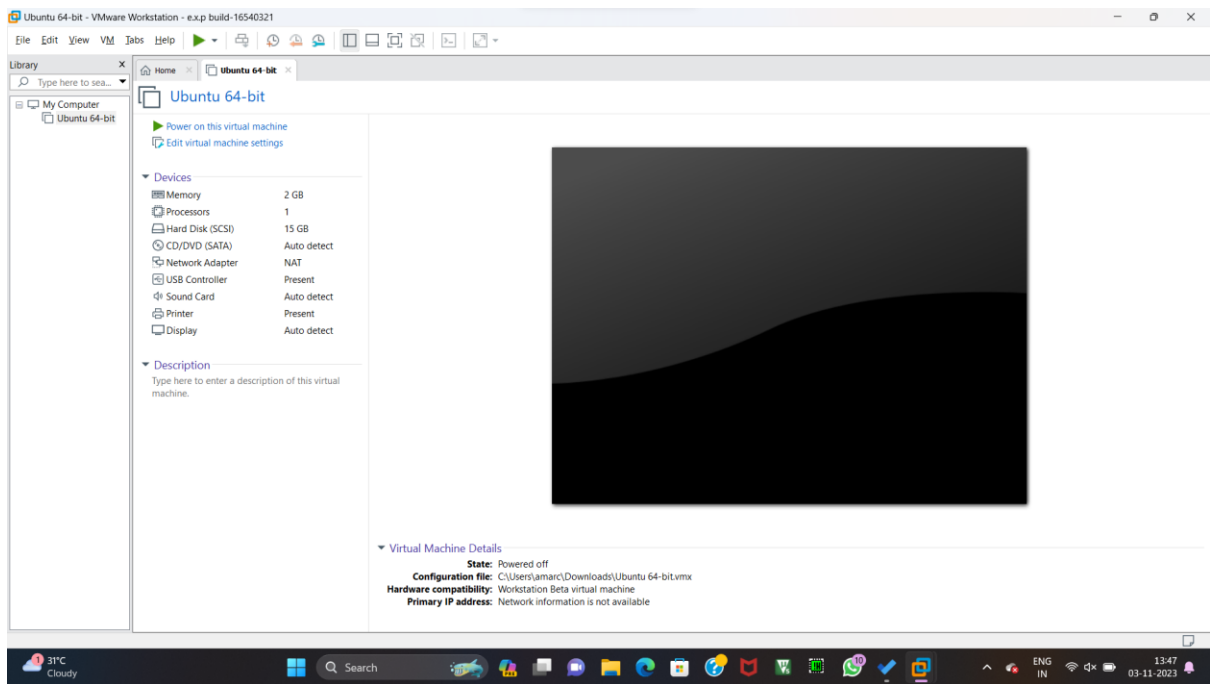 Ubuntu 64-bit - VMware Workstation - e.x.p build-16540321
File Edit View VM Tabs Help
Library X
Type here to sea...
My Computer
Ubuntu 64-bit
Home Ubuntu 64-bit
Ubuntu 64-bit
Power on this virtual machine
Edit virtual machine settings
Devices
Memory 2 GB
Processors 1
Hard Disk (SCSI) 15 GB
CD/DVD (SATA) Auto detect
Network Adapter NAT
USB Controller Present
Sound Card Auto detect
Printer Present
Display Auto detect
Description
Type here to enter a description of this virtual
machine.
Virtual Machine Details
State: Powered off
Configuration file: C:\Users\amarc\Downloads\Ubuntu 64-bit.vmx
Hardware compatibility: Workstation Beta virtual machine
Primary IP address: Network information is not available
1
31°C
Cloudy
Search
PRE
10
ENG
IN
13:47
03-11-2023